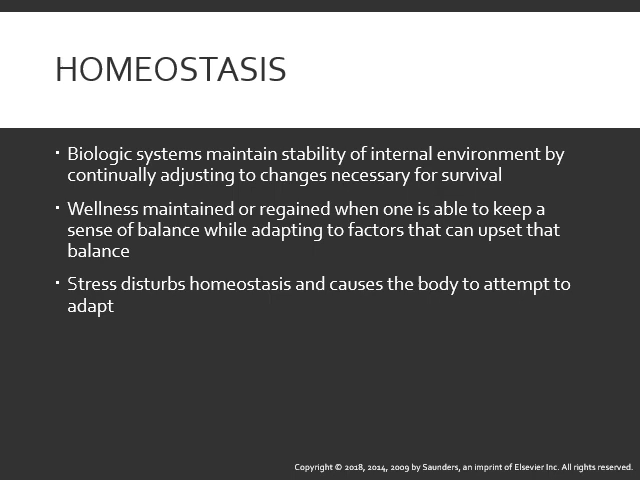 HOMEOSTASIS
▪ Biologic systems maintain stability of internal environment by
continually adjusting to changes necessary for survival
▪ Wellness maintained or regained when one is able to keep a
sense of balance while adapting to factors that can upset that
balance
▪ Stress disturbs homeostasis and causes the body to attempt to
adapt
Copyright © 2018, 2014, 2009 by Saunders, an imprint of Elsevier Inc. All rights reserved.